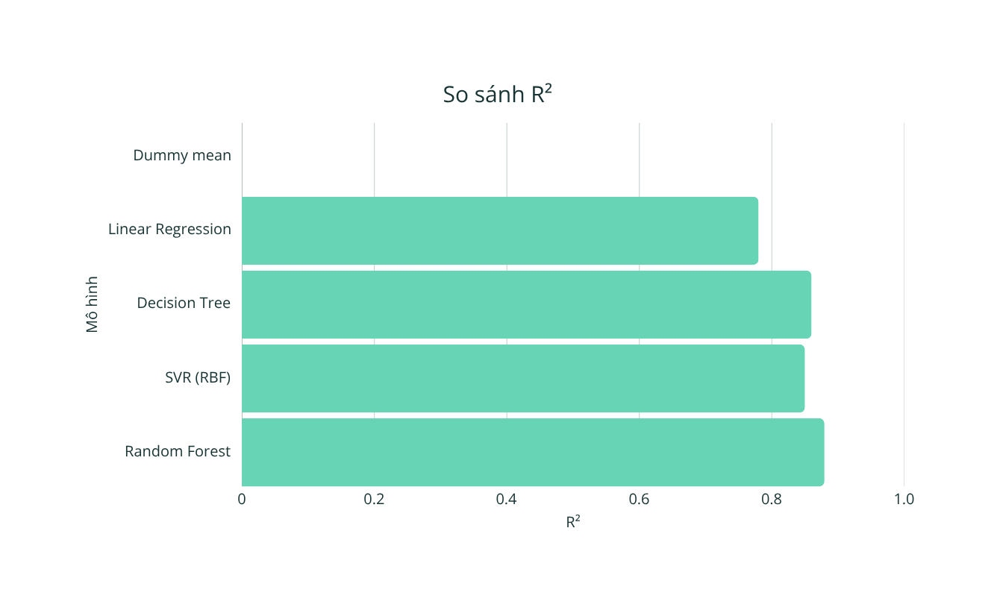 So sánh R²
Mô hình
Dummy mean
Linear Regression
Decision Tree
SVR (RBF)
Random Forest
0 0.2 0.4 0.6 0.8 1.0
R²